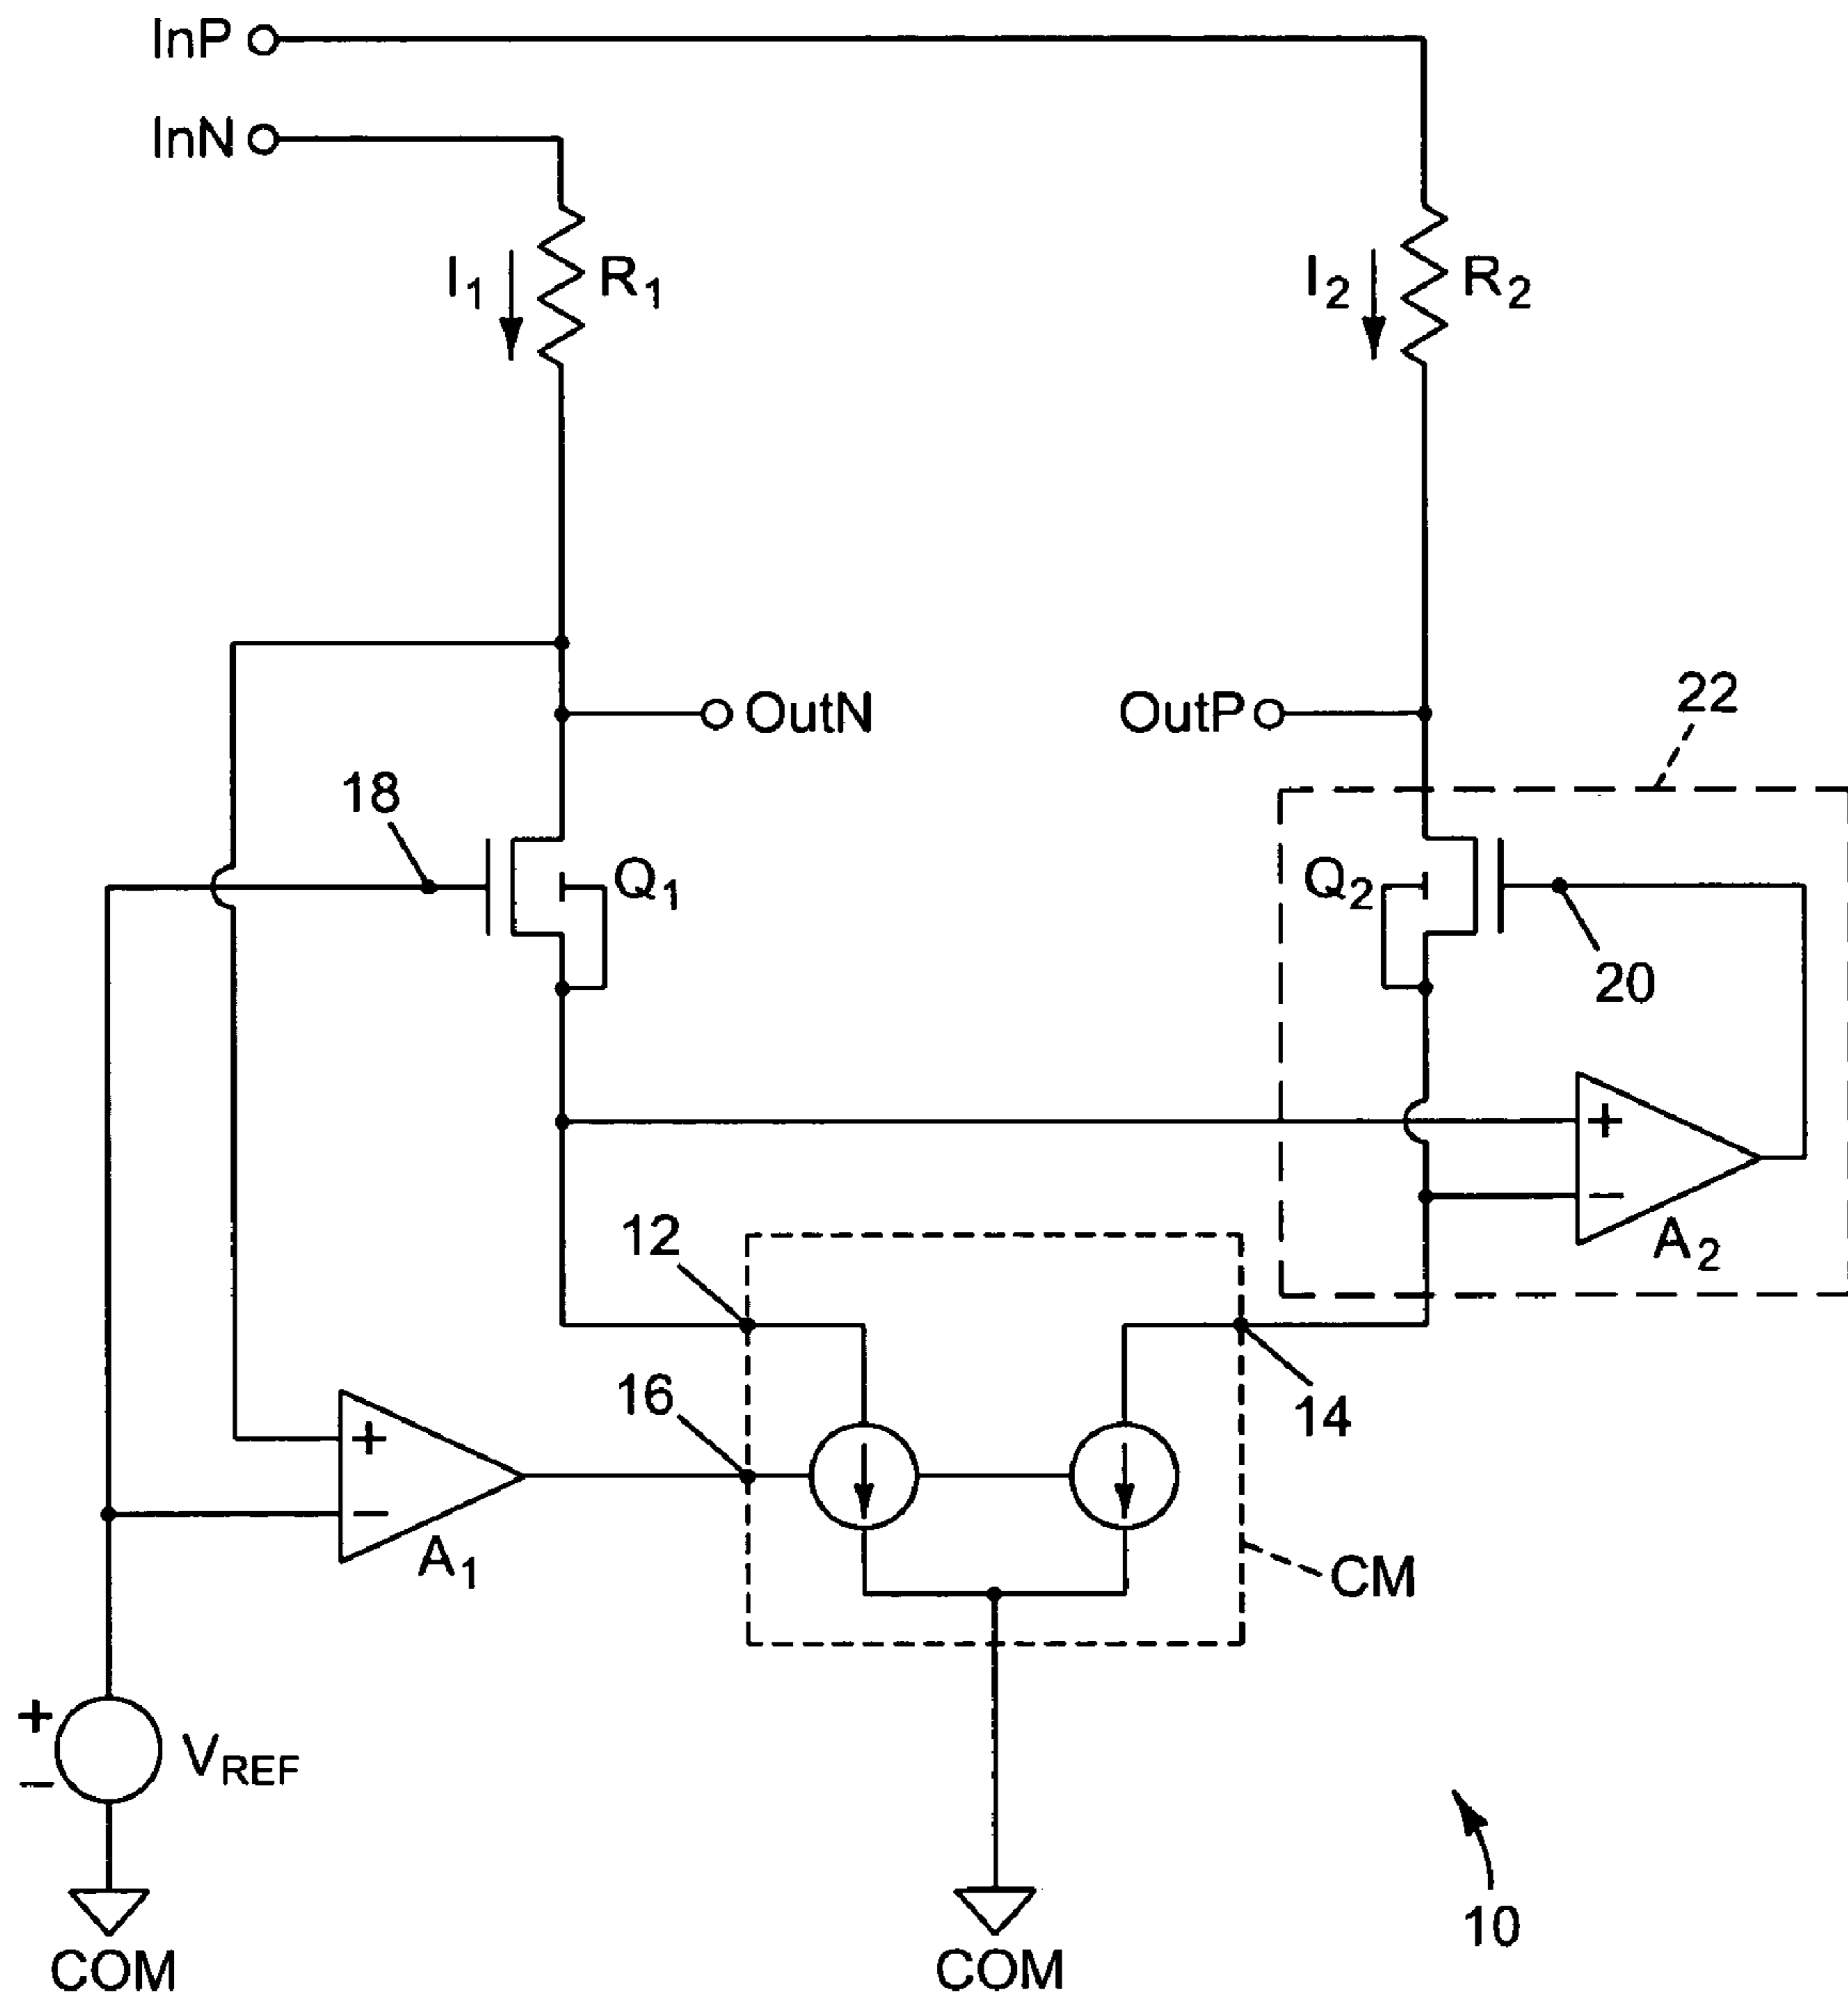 InP
InN
I1
R1
I2
R2
22
OutN
OutP
18
Q1
Q2
20
+
−
A2
12
16
14
+
−
A1
CM
+
−
VREF
10
COM
COM